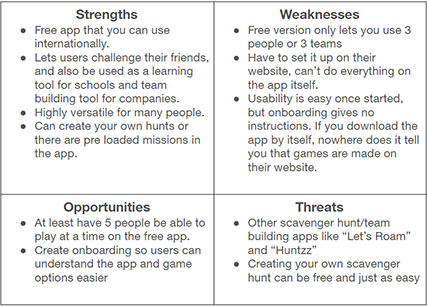 Strengths
● Free app that you can use
internationally.
● Lets users challenge their friends,
and also be used as a learning
tool for schools and team
building tool for companies.
● Highly versatile for many people.
● Can create your own hunts or
there are pre loaded missions in
the app.
Weaknesses
● Free version only lets you use 3
people or 3 teams
● Have to set it up on their
website, can’t do everything on
the app itself.
● Usability is easy once started,
but onboarding gives no
instructions. If you download the
app by itself, nowhere does it tell
you that games are made on
their website.
Opportunities
● At least have 5 people be able to
play at a time on the free app.
● Create onboarding so users can
understand the app and game
options easier
Threats
● Other scavenger hunt/team
building apps like “Let’s Roam”
and “Huntzz”
● Creating your own scavenger
hunt can be free and just as easy